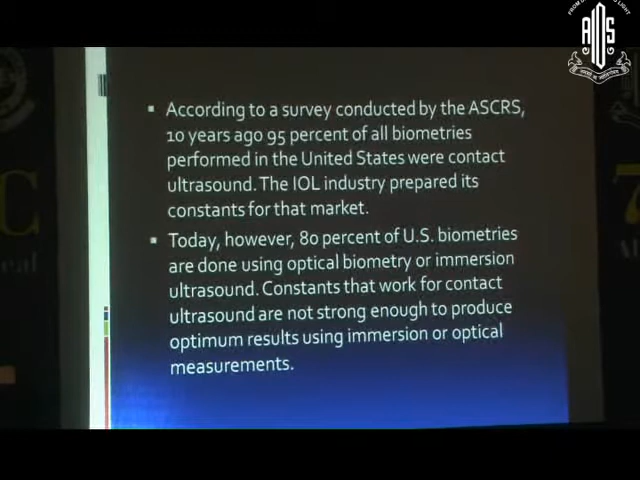 AIOS
▪ According to a survey conducted by the ASCRS,
10 years ago 95 percent of all biometries
performed in the United States were contact
ultrasound. The IOL industry prepared its
constants for that market.
▪ Today, however, 80 percent of U.S. biometries
are done using optical biometry or immersion
ultrasound. Constants that work for contact
ultrasound are not strong enough to produce
optimum results using immersion or optical
measurements.